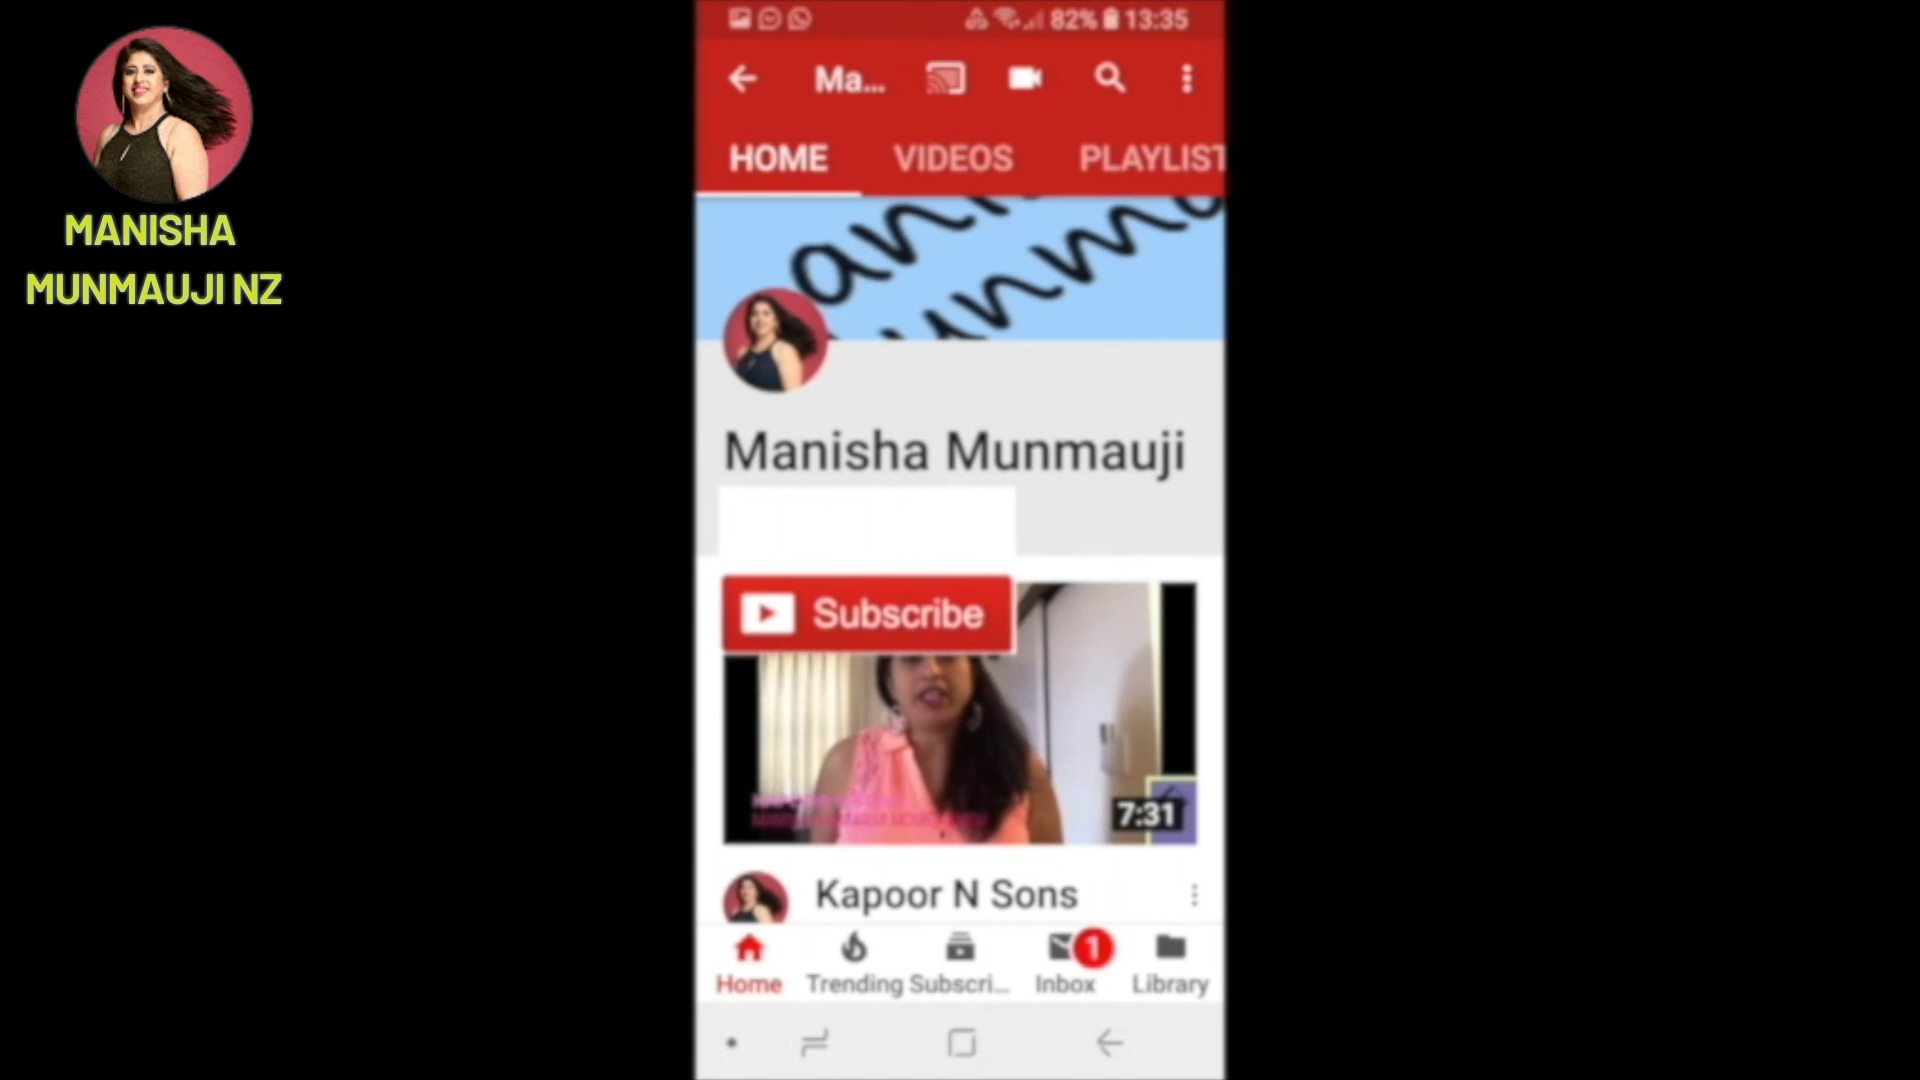 MANISHA
MUNMAUJI NZ
82% 13:35
Ma...
HOME VIDEOS PLAYLIST
Manisha Munmauji
Subscribe
7:31
Kapoor N Sons
1
Home Trending Subscri... Inbox Library